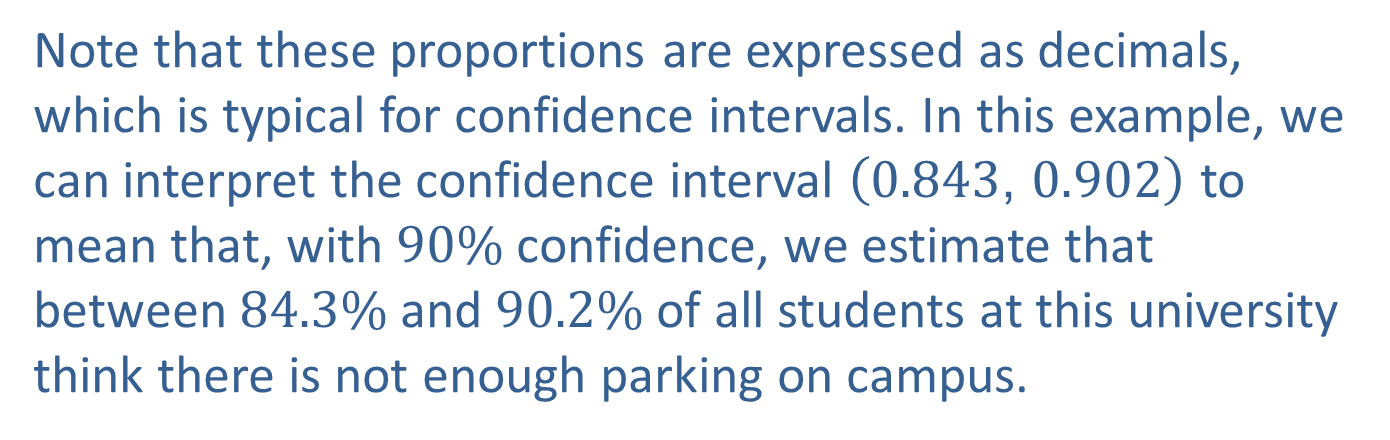 Note that these proportions are expressed as decimals,
which is typical for confidence intervals. In this example, we
can interpret the confidence interval (0.843, 0.902) to
mean that, with 90% confidence, we estimate that
between 84.3% and 90.2% of all students at this university
think there is not enough parking on campus.